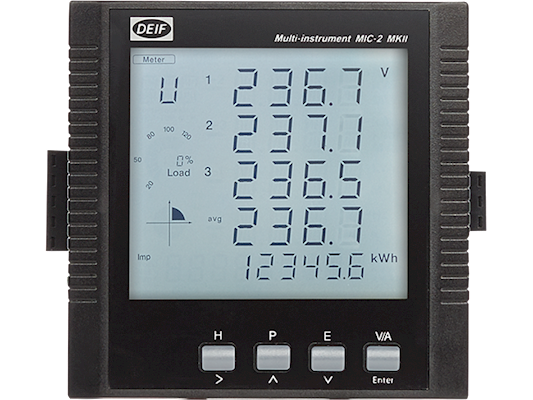 DEIF
Multi-instrument MIC-2 MKII
Meter
U 1 236.7 V
80 100 120
2 237.1
50
0%
20 Load 3 236.5
avg 236.7
Imp 12345.6 kWh
H P E V/A
> ∧ ∨ Enter